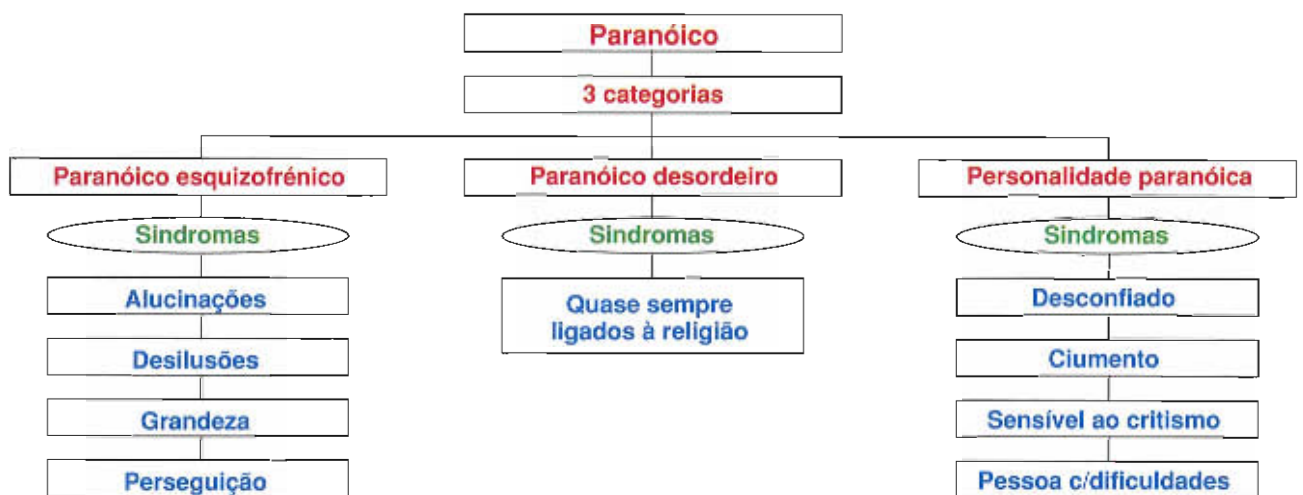 Paranóico
3 categorias
Paranóico esquizofrénico
Sindromas
Alucinações
Desilusões
Grandeza
Perseguição
Paranóico desordeiro
Sindromas
Quase sempre
ligados à religião
Personalidade paranóica
Sindromas
Desconfiado
Ciumento
Sensível ao critismo
Pessoa c/dificuldades